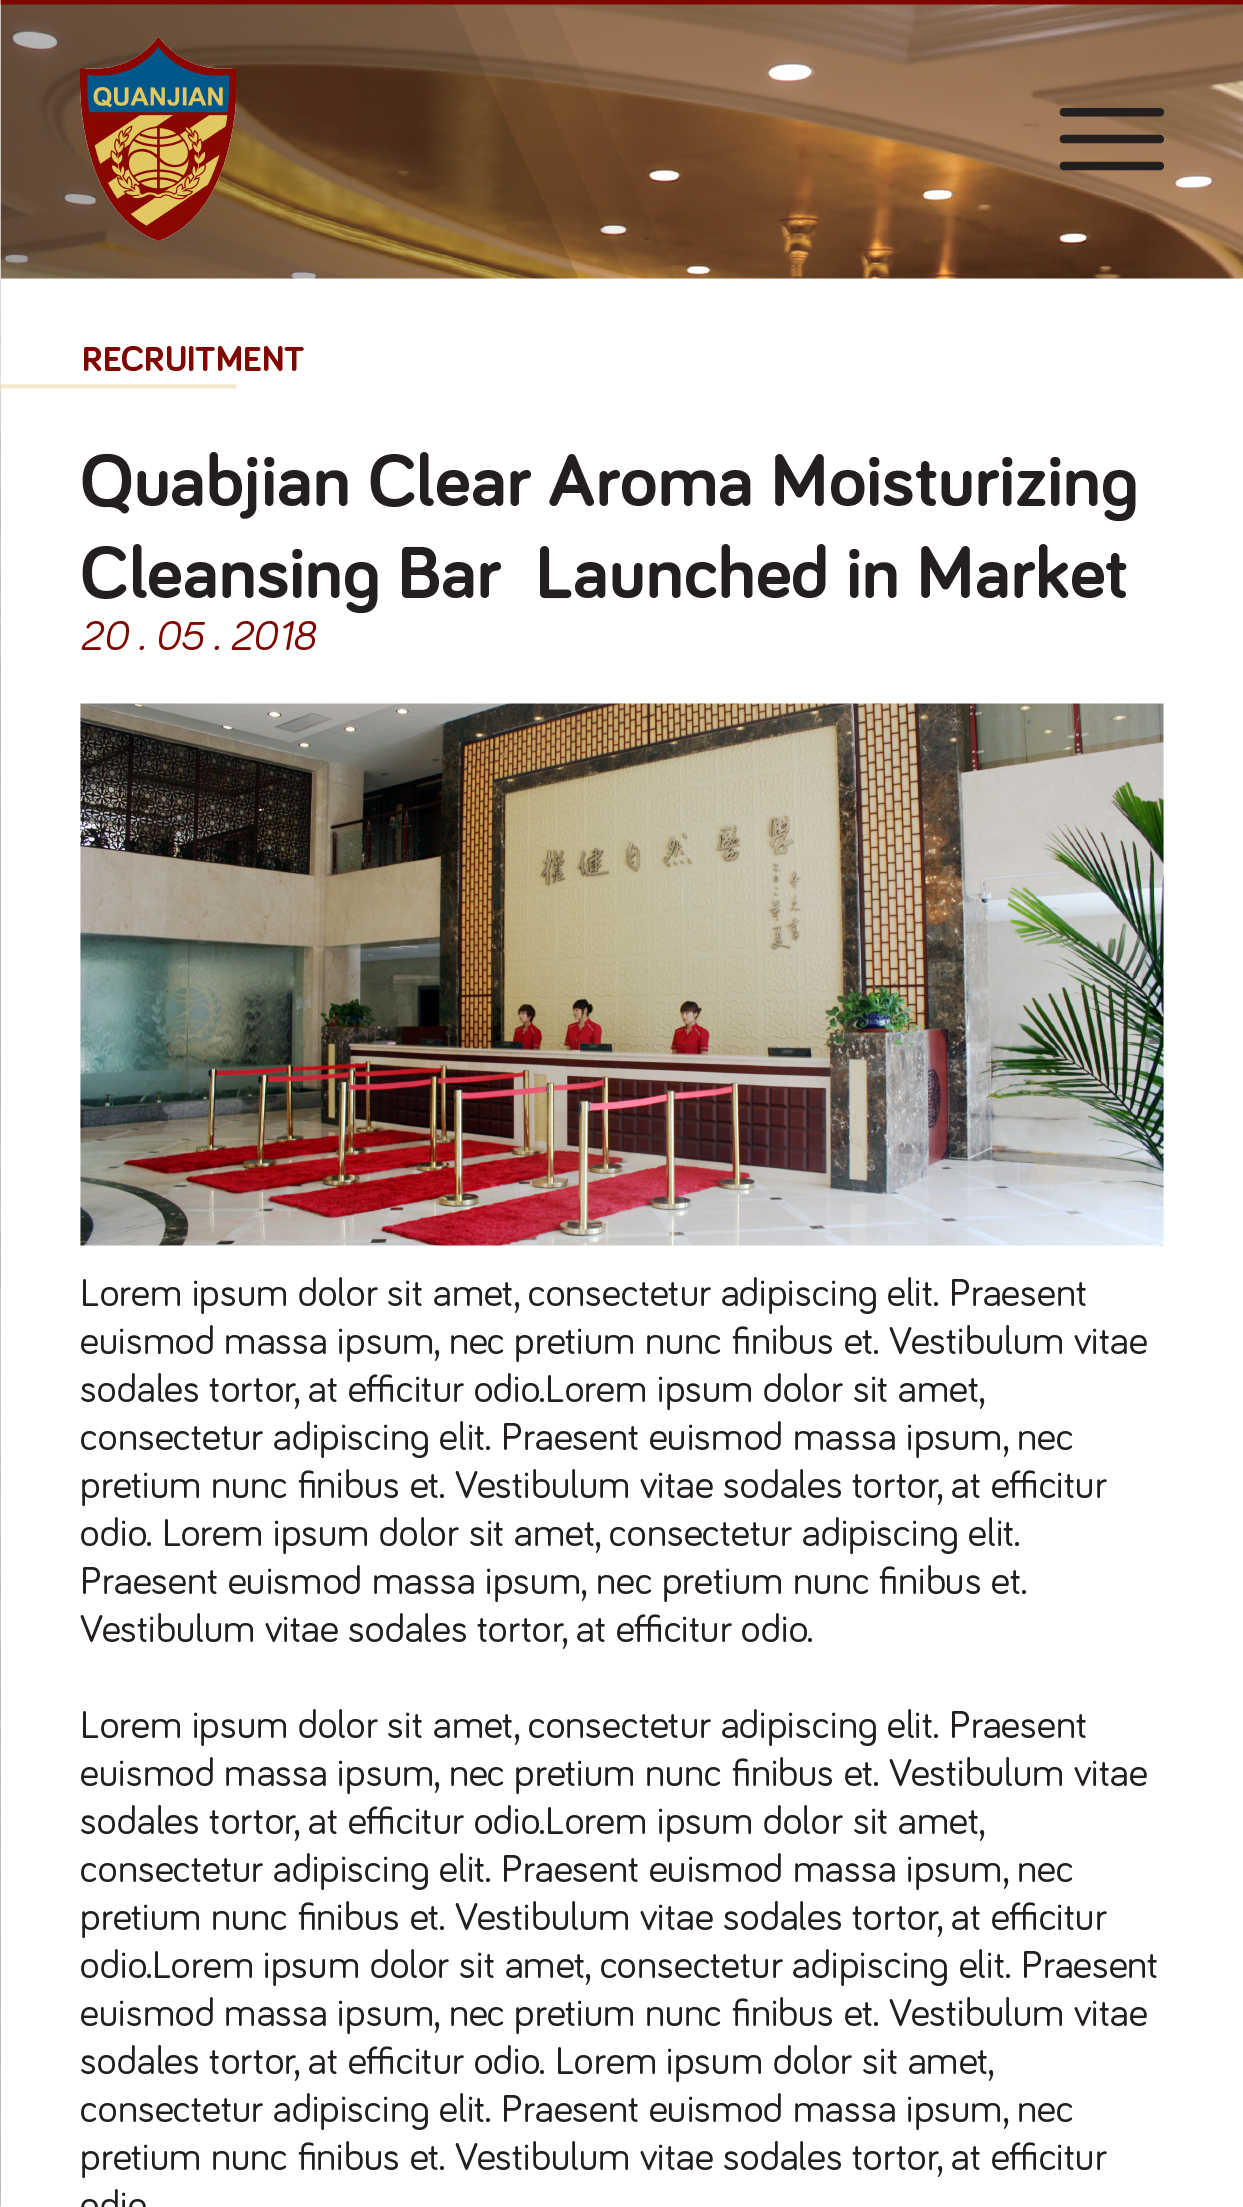 QUANJIAN
RECRUITMENT
Quabjian Clear Aroma Moisturizing
Cleansing Bar  Launched in Market
20 . 05 . 2018
權健自然醫學
Lorem ipsum dolor sit amet, consectetur adipiscing elit. Praesent
euismod massa ipsum, nec pretium nunc finibus et. Vestibulum vitae
sodales tortor, at efficitur odio.Lorem ipsum dolor sit amet,
consectetur adipiscing elit. Praesent euismod massa ipsum, nec
pretium nunc finibus et. Vestibulum vitae sodales tortor, at efficitur
odio. Lorem ipsum dolor sit amet, consectetur adipiscing elit.
Praesent euismod massa ipsum, nec pretium nunc finibus et.
Vestibulum vitae sodales tortor, at efficitur odio.
Lorem ipsum dolor sit amet, consectetur adipiscing elit. Praesent
euismod massa ipsum, nec pretium nunc finibus et. Vestibulum vitae
sodales tortor, at efficitur odio.Lorem ipsum dolor sit amet,
consectetur adipiscing elit. Praesent euismod massa ipsum, nec
pretium nunc finibus et. Vestibulum vitae sodales tortor, at efficitur
odio.Lorem ipsum dolor sit amet, consectetur adipiscing elit. Praesent
euismod massa ipsum, nec pretium nunc finibus et. Vestibulum vitae
sodales tortor, at efficitur odio. Lorem ipsum dolor sit amet,
consectetur adipiscing elit. Praesent euismod massa ipsum, nec
pretium nunc finibus et. Vestibulum vitae sodales tortor, at efficitur
odio